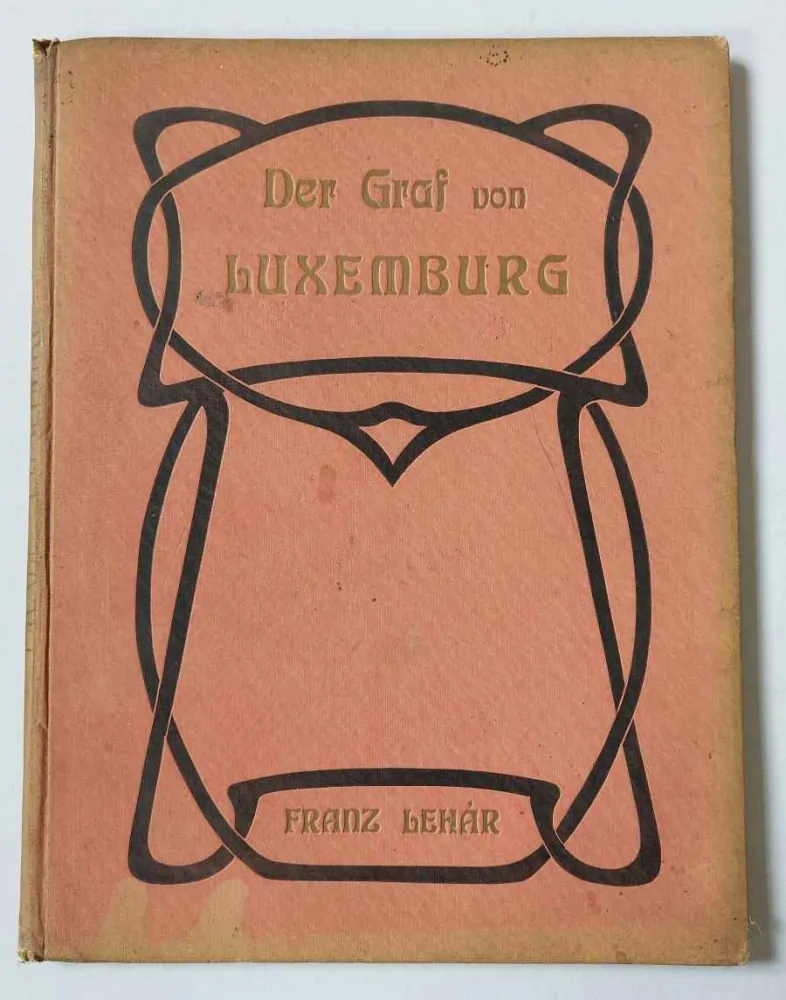 Der Graf von
LUXEMBURG
FRANZ LEHÁR